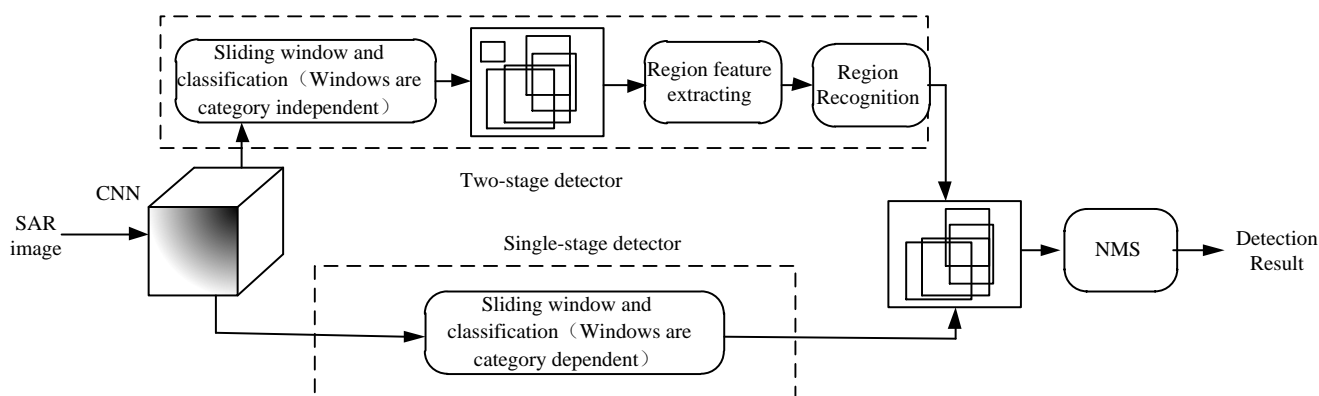 Sliding window and
classification（Windows are
category independent）
Region feature
extracting
Region
Recognition
Two-stage detector
CNN
SAR
image
Single-stage detector
Sliding window and
classification（Windows are
category dependent）
NMS
Detection
Result